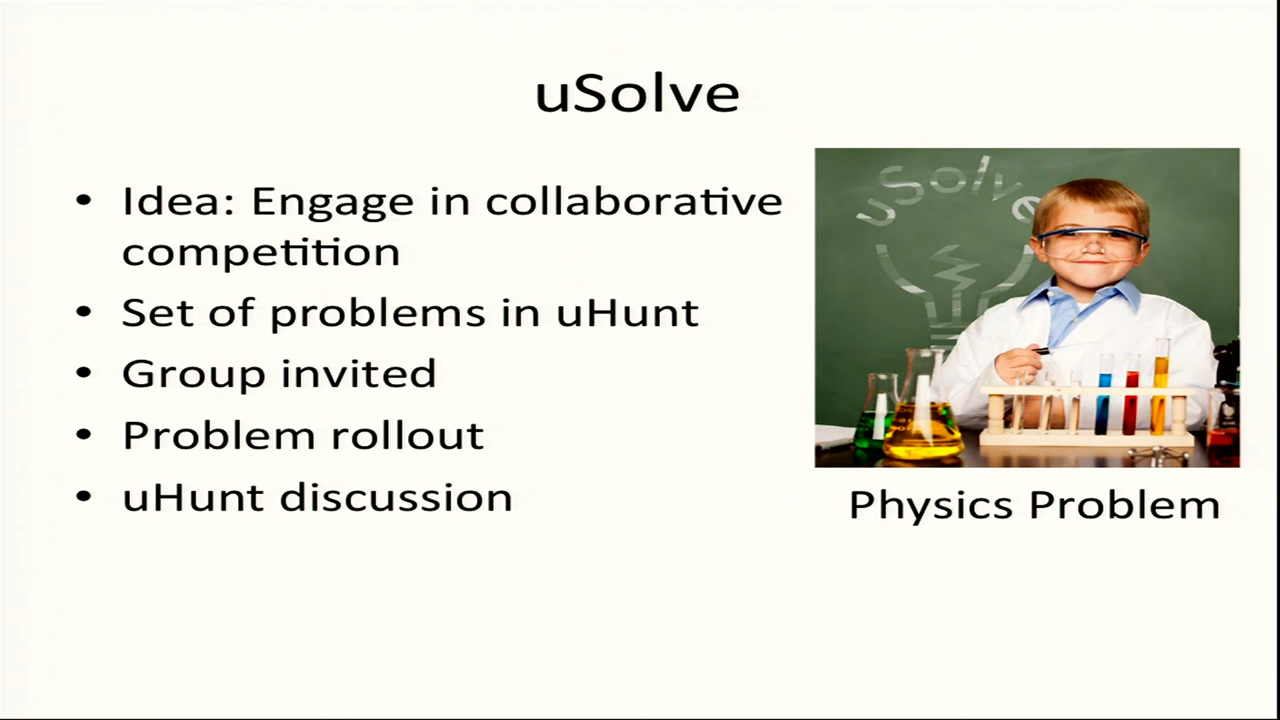 uSolve
• Idea: Engage in collaborative
competition
• Set of problems in uHunt
• Group invited
• Problem rollout
• uHunt discussion
uSolve
Physics Problem